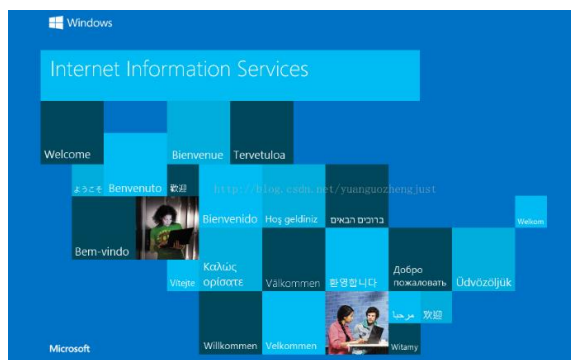 Windows
Internet Information Services
Welcome
Bienvenue
Tervetuloa
ようこそ
Benvenuto
歡迎
http://blog.csdn.net/yuanguozhengjust
Bienvenido
Hoş geldiniz
ברוכים הבאים
Welkom
Bem-vindo
Vítejte
Καλώς
ορίσατε
Välkommen
환영합니다
Добро
пожаловать
Üdvözöljük
مرحبا
欢迎
Microsoft
Willkommen
Velkommen
Witamy